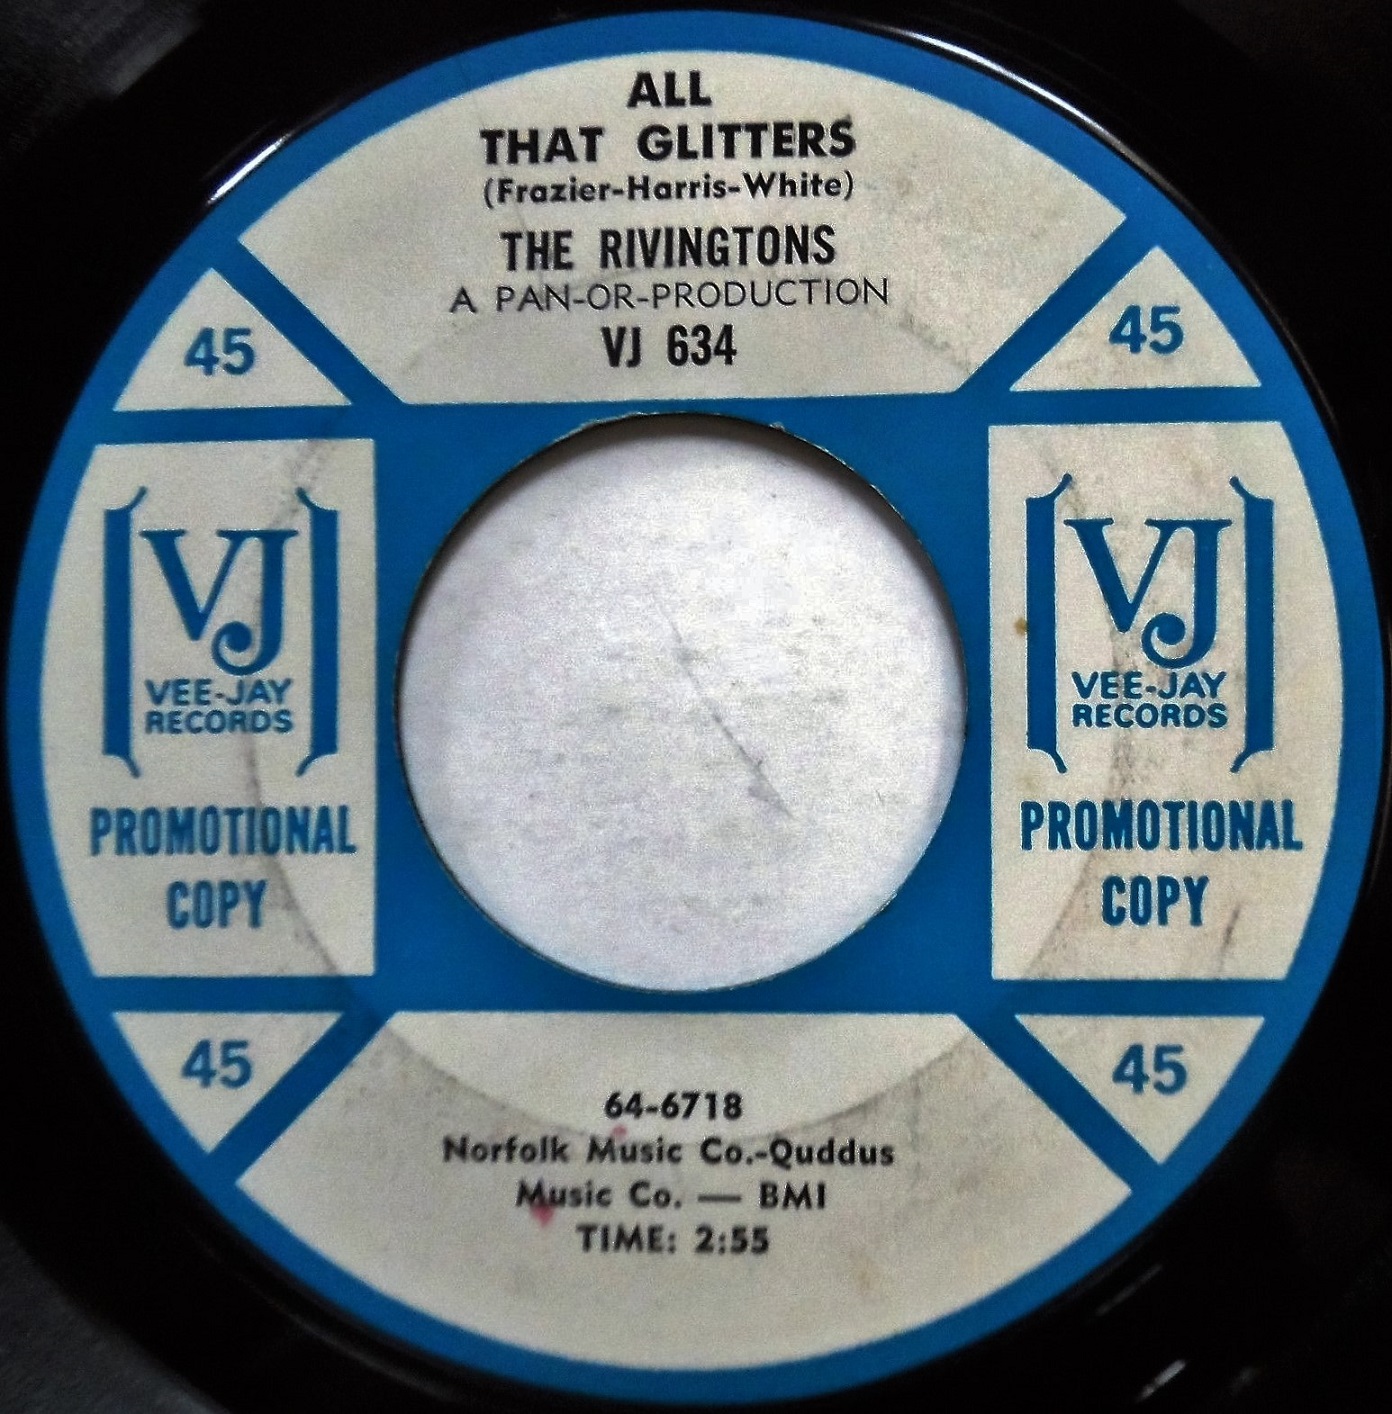 ALL
THAT GLITTERS
(Frazier-Harris-White)
THE RIVINGTONS
A PAN-OR-PRODUCTION
VJ 634
45
45
VJ
VEE-JAY
RECORDS
PROMOTIONAL
COPY
VJ
VEE-JAY
RECORDS
PROMOTIONAL
COPY
45
45
64-6718
Norfolk Music Co.-Quddus
Music Co. — BMI
TIME: 2:55